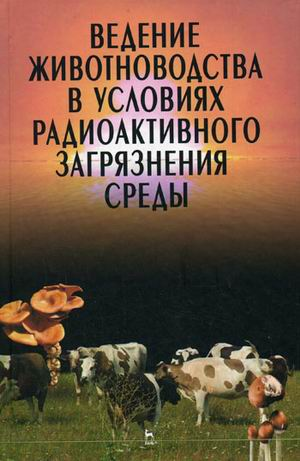 ВЕДЕНИЕ
ЖИВОТНОВОДСТВА
В УСЛОВИЯХ
РАДИОАКТИВНОГО
ЗАГРЯЗНЕНИЯ
СРЕДЫ